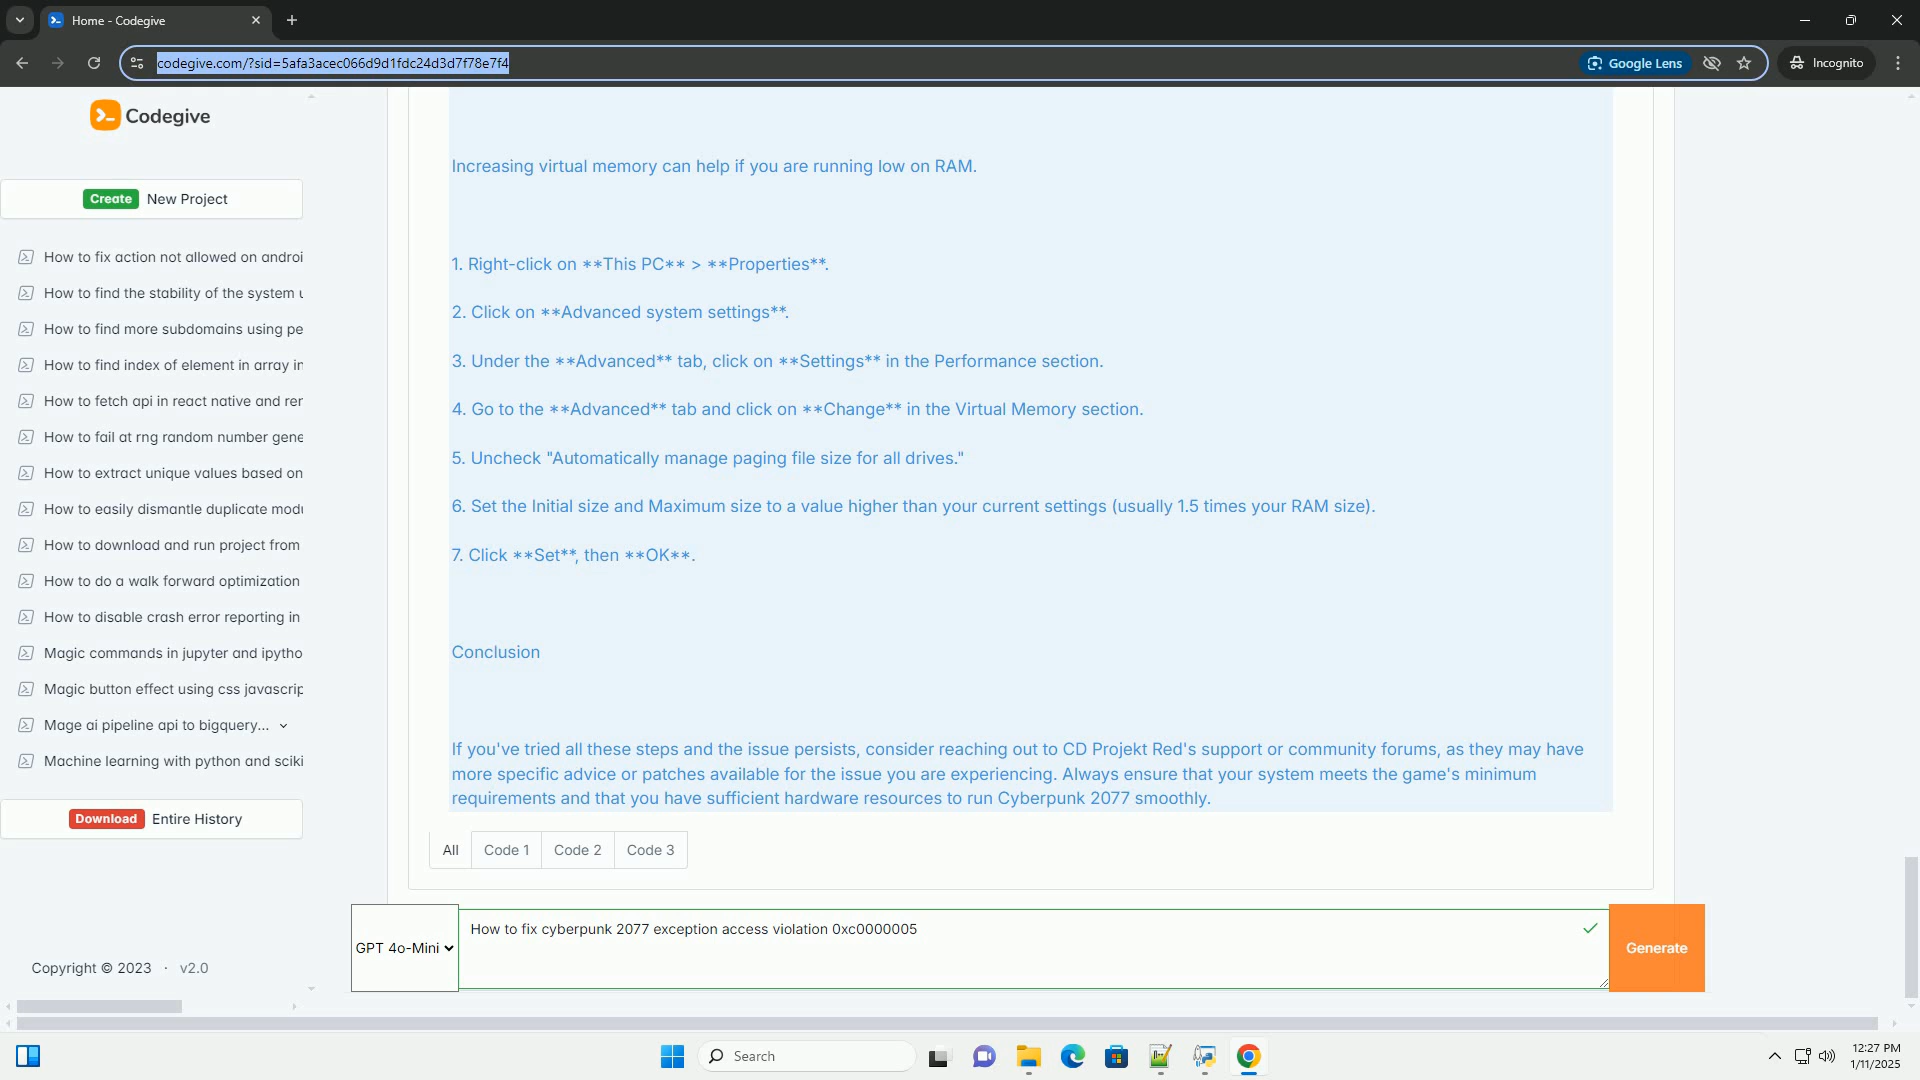 Home - Codegive
codegive.com/?sid=5afa3acec066d9d1fdc24d3d7f78e7f4
Google Lens
Incognito
Codegive
Create New Project
How to fix action not allowed on androi
How to find the stability of the system u
How to find more subdomains using pe
How to find index of element in array in
How to fetch api in react native and rer
How to fail at rng random number gene
How to extract unique values based on
How to easily dismantle duplicate modu
How to download and run project from
How to do a walk forward optimization
How to disable crash error reporting in
Magic commands in jupyter and ipytho
Magic button effect using css javascrip
Mage ai pipeline api to bigquery...
Machine learning with python and sciki
Download Entire History
Copyright © 2023 · v2.0
Increasing virtual memory can help if you are running low on RAM.
1. Right-click on **This PC** > **Properties**.
2. Click on **Advanced system settings**.
3. Under the **Advanced** tab, click on **Settings** in the Performance section.
4. Go to the **Advanced** tab and click on **Change** in the Virtual Memory section.
5. Uncheck "Automatically manage paging file size for all drives."
6. Set the Initial size and Maximum size to a value higher than your current settings (usually 1.5 times your RAM size).
7. Click **Set**, then **OK**.
Conclusion
If you've tried all these steps and the issue persists, consider reaching out to CD Projekt Red's support or community forums, as they may have
more specific advice or patches available for the issue you are experiencing. Always ensure that your system meets the game's minimum
requirements and that you have sufficient hardware resources to run Cyberpunk 2077 smoothly.
All
Code 1
Code 2
Code 3
GPT 4o-Mini
How to fix cyberpunk 2077 exception access violation 0xc0000005
Generate
Search
12:27 PM
1/11/2025